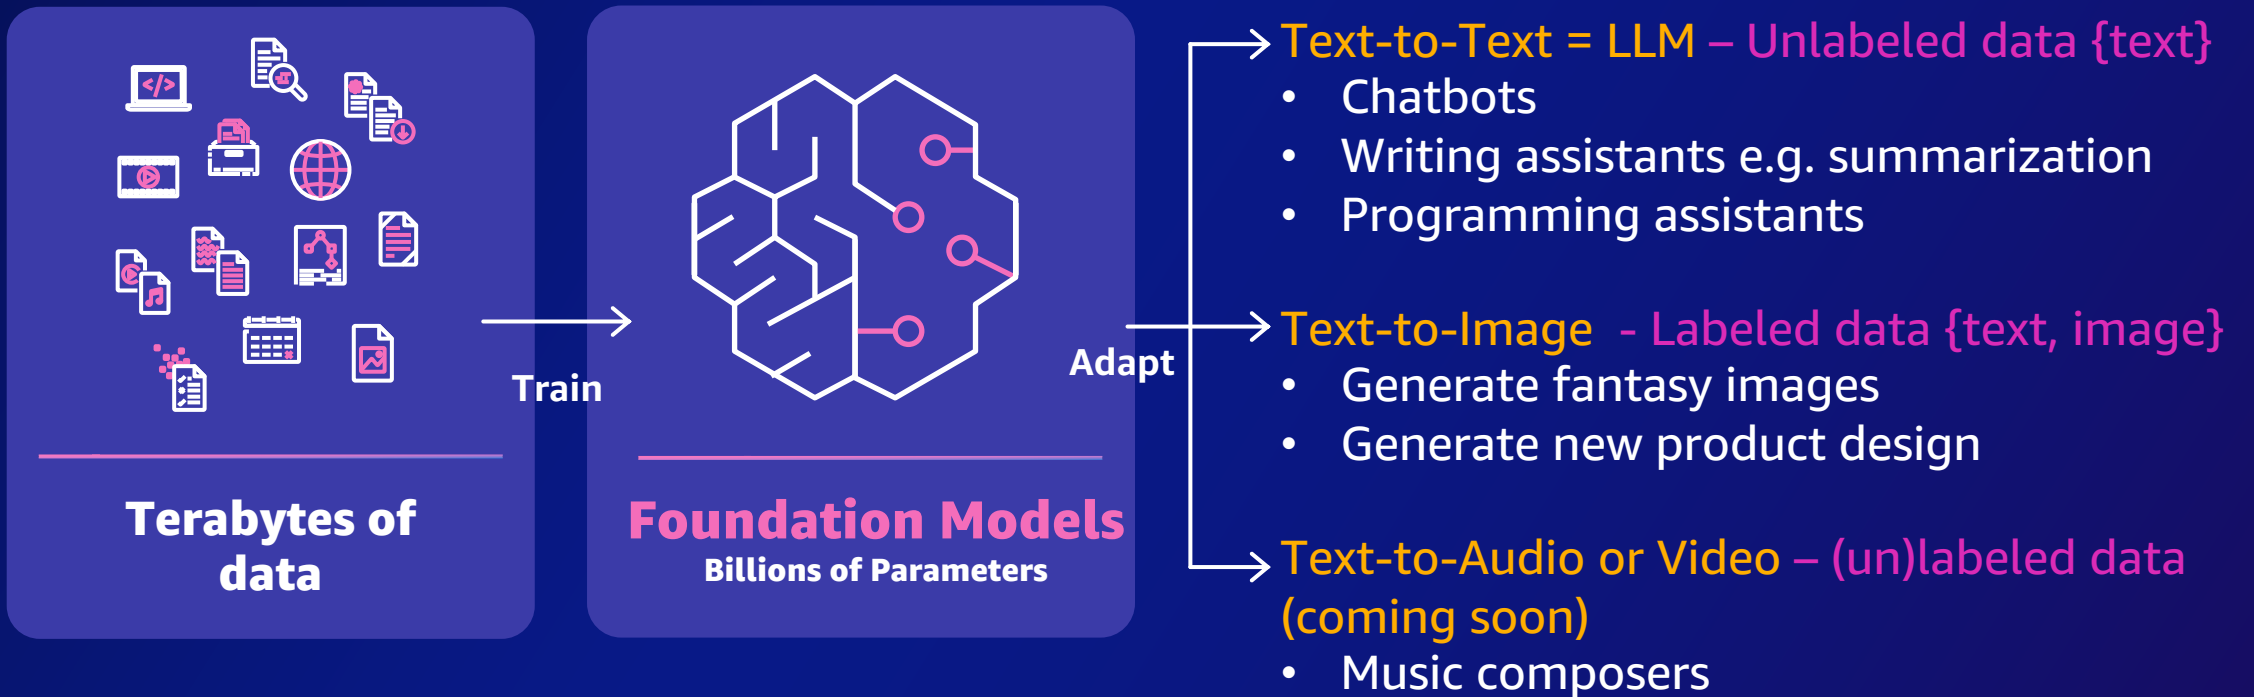 Terabytes of
data
Train
Foundation Models
Billions of Parameters
Adapt
Text-to-Text = LLM – Unlabeled data {text}
• Chatbots
• Writing assistants e.g. summarization
• Programming assistants
Text-to-Image - Labeled data {text, image}
• Generate fantasy images
• Generate new product design
Text-to-Audio or Video – (un)labeled data
(coming soon)
• Music composers